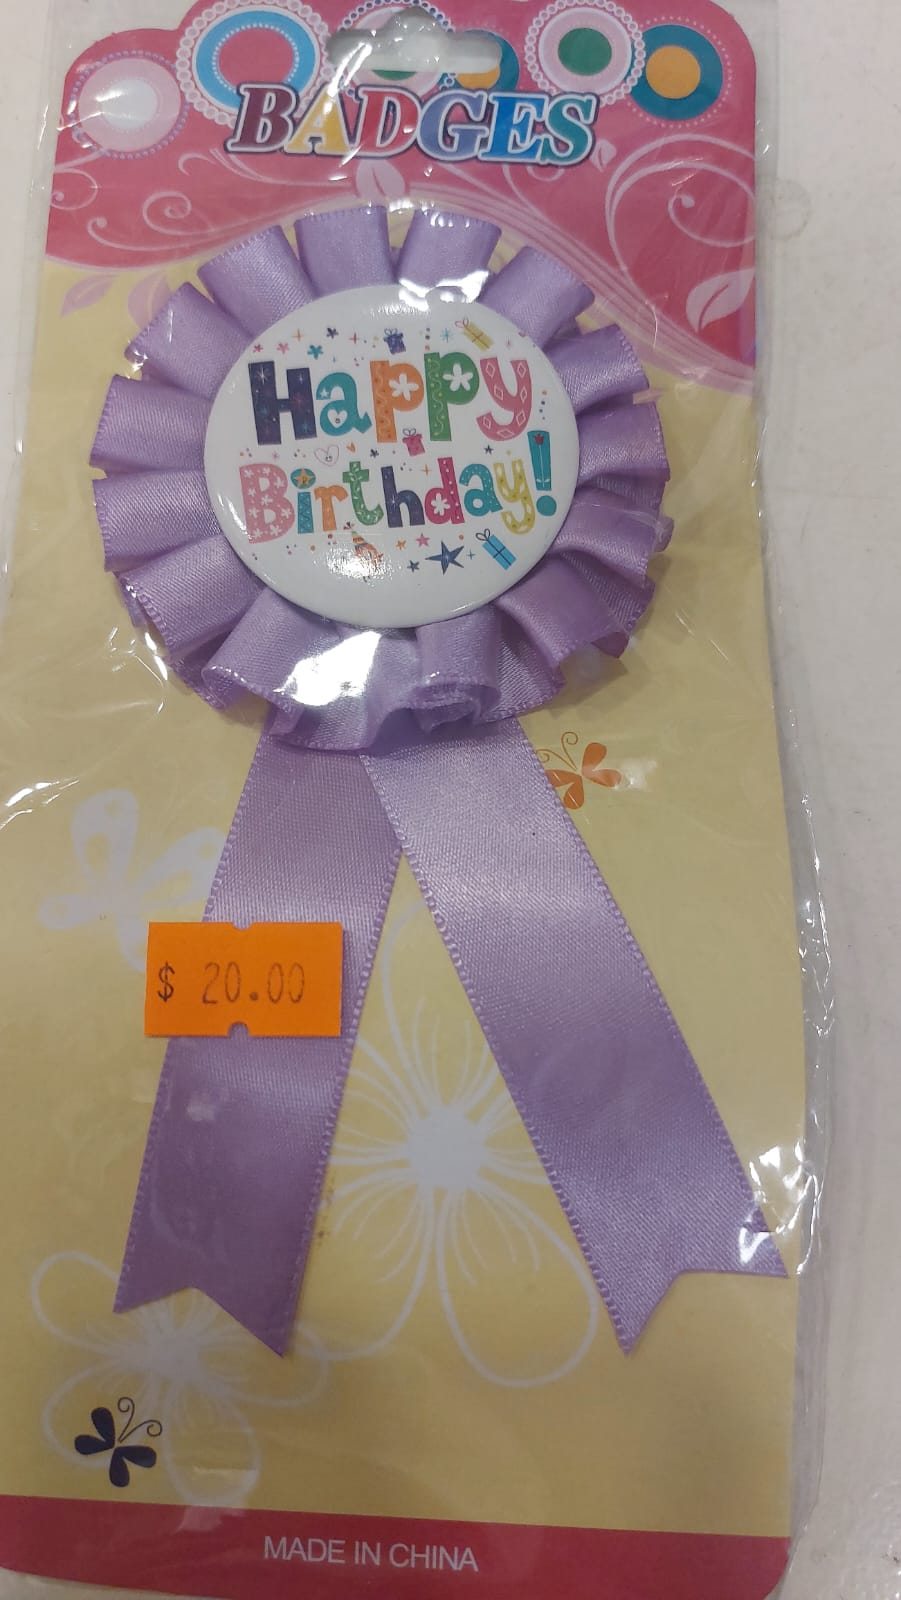 BADGES
Happy
Birthday!
$ 20.00
MADE IN CHINA